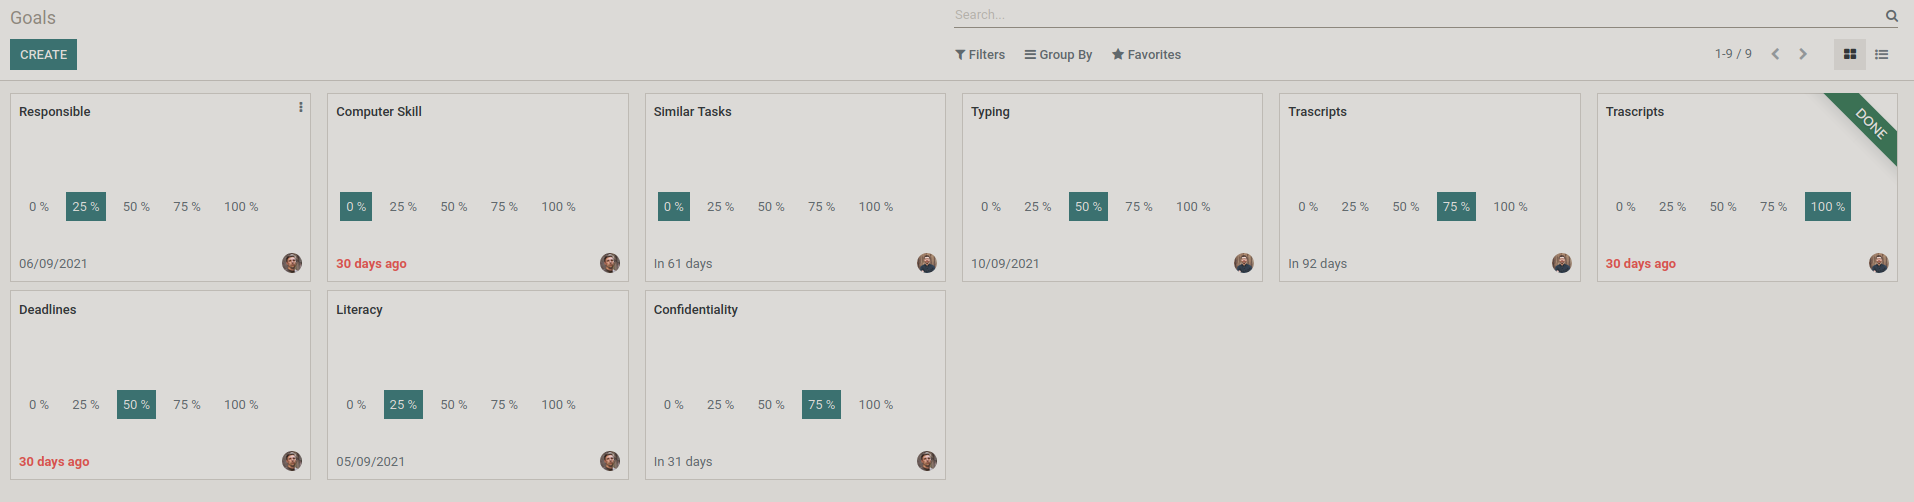 Goals
Search...
CREATE
Filters Group By Favorites
1-9 / 9
Responsible
0 % 25 % 50 % 75 % 100 %
06/09/2021
Computer Skill
0 % 25 % 50 % 75 % 100 %
30 days ago
Similar Tasks
0 % 25 % 50 % 75 % 100 %
In 61 days
Typing
0 % 25 % 50 % 75 % 100 %
10/09/2021
Trascripts
0 % 25 % 50 % 75 % 100 %
In 92 days
Trascripts
DONE
0 % 25 % 50 % 75 % 100 %
30 days ago
Deadlines
0 % 25 % 50 % 75 % 100 %
30 days ago
Literacy
0 % 25 % 50 % 75 % 100 %
05/09/2021
Confidentiality
0 % 25 % 50 % 75 % 100 %
In 31 days